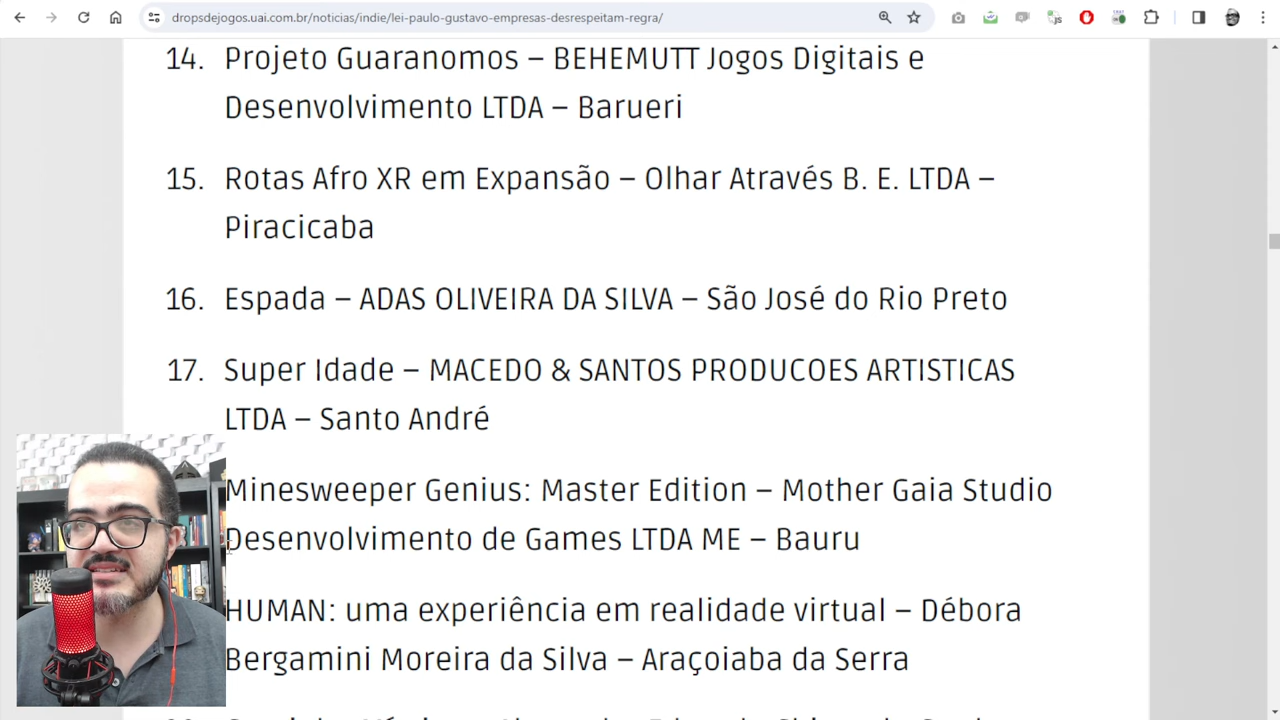 dropsdejogos.uai.com.br/noticias/indie/lei-paulo-gustavo-empresas-desrespeitam-regra/
14. Projeto Guaranomos – BEHEMUTT Jogos Digitais e
Desenvolvimento LTDA – Barueri
15. Rotas Afro XR em Expansão – Olhar Através B. E. LTDA –
Piracicaba
16. Espada – ADAS OLIVEIRA DA SILVA – São José do Rio Preto
17. Super Idade – MACEDO & SANTOS PRODUCOES ARTISTICAS
LTDA – Santo André
Minesweeper Genius: Master Edition – Mother Gaia Studio
Desenvolvimento de Games LTDA ME – Bauru
HUMAN: uma experiência em realidade virtual – Débora
Bergamini Moreira da Silva – Araçoiaba da Serra